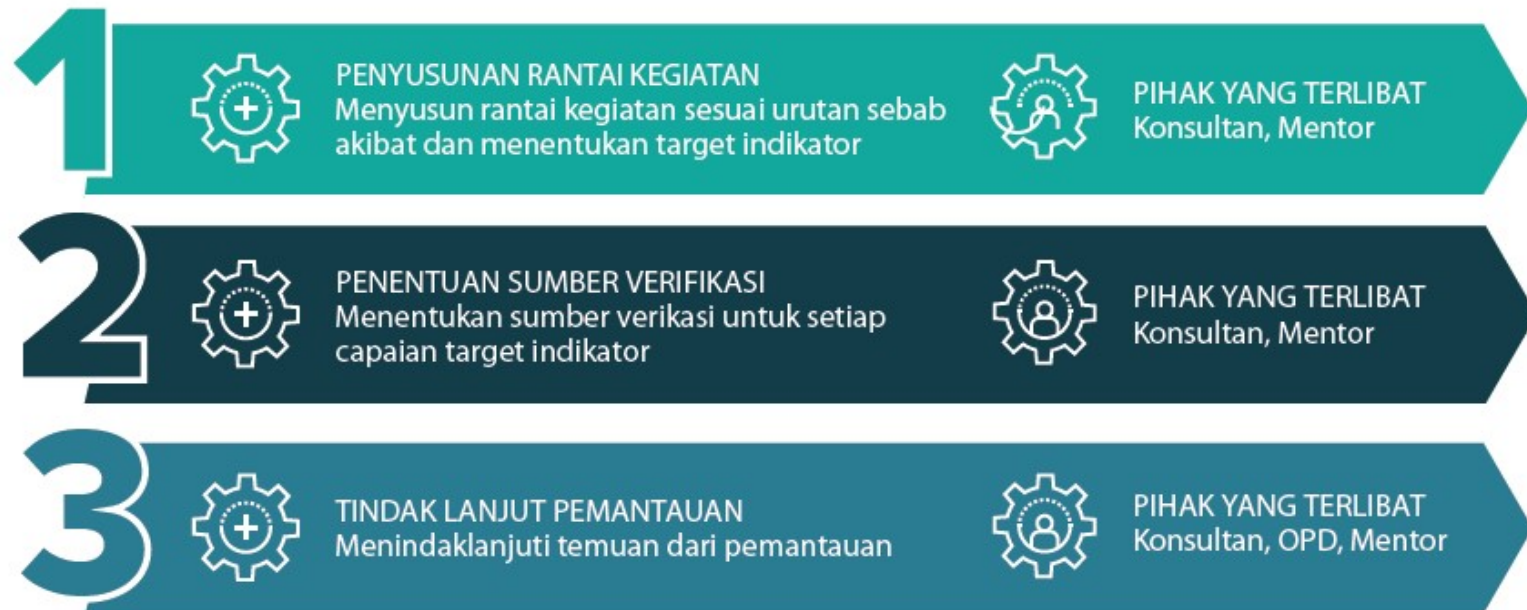 1
PENYUSUNAN RANTAI KEGIATAN
Menyusun rantai kegiatan sesuai urutan sebab
akibat dan menentukan target indikator
PIHAK YANG TERLIBAT
Konsultan, Mentor
2
PENENTUAN SUMBER VERIFIKASI
Menentukan sumber verikasi untuk setiap
capaian target indikator
PIHAK YANG TERLIBAT
Konsultan, Mentor
3
TINDAK LANJUT PEMANTAUAN
Menindaklanjuti temuan dari pemantauan
PIHAK YANG TERLIBAT
Konsultan, OPD, Mentor